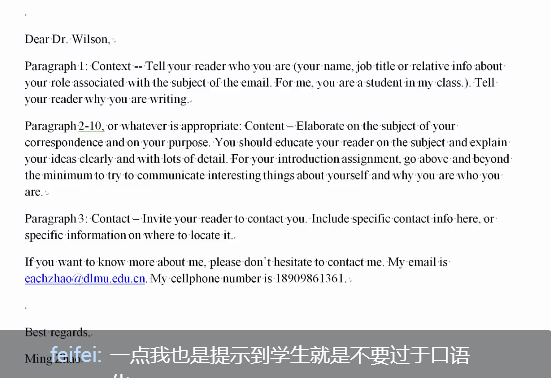 Dear Dr. Wilson,
Paragraph 1: Context -- Tell your reader who you are (your name, job title or relative info about
your role associated with the subject of the email. For me, you are a student in my class.). Tell
your reader why you are writing.
Paragraph 2-10, or whatever is appropriate: Content – Elaborate on the subject of your
correspondence and on your purpose. You should educate your reader on the subject and explain
your ideas clearly and with lots of detail. For your introduction assignment, go above and beyond
the minimum to try to communicate interesting things about yourself and why you are who you
are.
Paragraph 3: Contact – Invite your reader to contact you. Include specific contact info here, or
specific information on where to locate it.
If you want to know more about me, please don't hesitate to contact me. My email is
eachzhao@dlmu.edu.cn. My cellphone number is 18909861361.
Best regards,
Ming
feifei: 一点我也是提示到学生就是不要过于口语